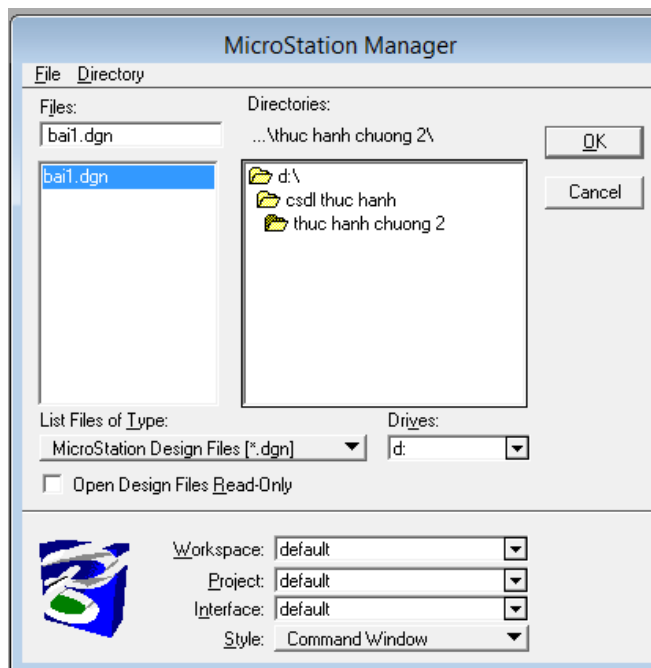 MicroStation Manager
File Directory
Files:
Directories:
bai1.dgn
...\thuc hanh chuong 2\
OK
Cancel
bai1.dgn
d:\
csdl thuc hanh
thuc hanh chuong 2
List Files of Type:
Drives:
MicroStation Design Files [*.dgn]
d:
Open Design Files Read-Only
Workspace: default
Project: default
Interface: default
Style: Command Window